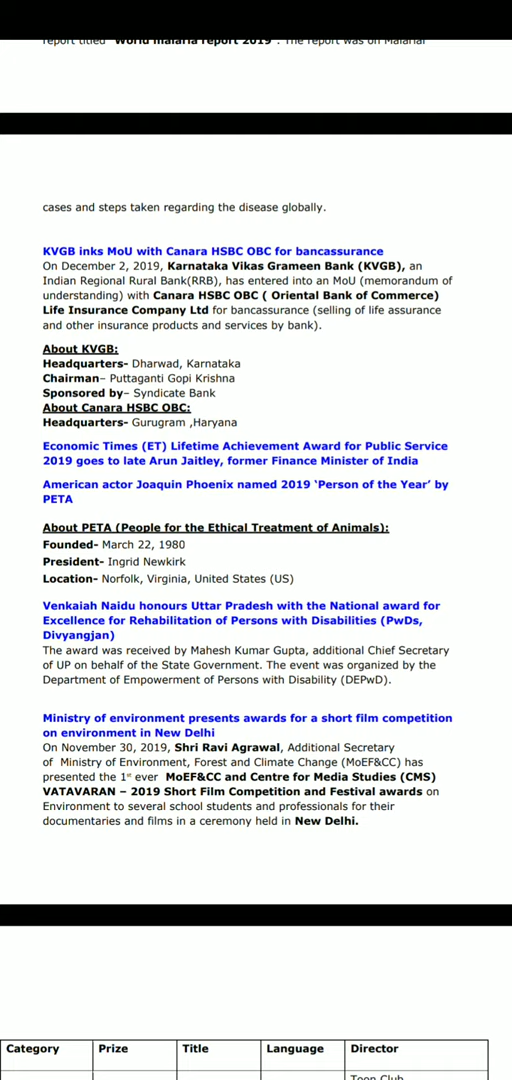 report titled "World malaria report 2019". The report was on Malarial
cases and steps taken regarding the disease globally.
KVGB inks MoU with Canara HSBC OBC for bancassurance
On December 2, 2019, Karnataka Vikas Grameen Bank (KVGB), an
Indian Regional Rural Bank(RRB), has entered into an MoU (memorandum of
understanding) with Canara HSBC OBC ( Oriental Bank of Commerce)
Life Insurance Company Ltd for bancassurance (selling of life assurance
and other insurance products and services by bank).
About KVGB:
Headquarters- Dharwad, Karnataka
Chairman– Puttaganti Gopi Krishna
Sponsored by– Syndicate Bank
About Canara HSBC OBC:
Headquarters- Gurugram ,Haryana
Economic Times (ET) Lifetime Achievement Award for Public Service
2019 goes to late Arun Jaitley, former Finance Minister of India
American actor Joaquin Phoenix named 2019 ‘Person of the Year’ by
PETA
About PETA (People for the Ethical Treatment of Animals):
Founded- March 22, 1980
President- Ingrid Newkirk
Location- Norfolk, Virginia, United States (US)
Venkaiah Naidu honours Uttar Pradesh with the National award for
Excellence for Rehabilitation of Persons with Disabilities (PwDs,
Divyangjan)
The award was received by Mahesh Kumar Gupta, additional Chief Secretary
of UP on behalf of the State Government. The event was organized by the
Department of Empowerment of Persons with Disability (DEPwD).
Ministry of environment presents awards for a short film competition
on environment in New Delhi
On November 30, 2019, Shri Ravi Agrawal, Additional Secretary
of Ministry of Environment, Forest and Climate Change (MoEF&CC) has
presented the 1st ever MoEF&CC and Centre for Media Studies (CMS)
VATAVARAN – 2019 Short Film Competition and Festival awards on
Environment to several school students and professionals for their
documentaries and films in a ceremony held in New Delhi.
Category Prize Title Language Director
Toon Club